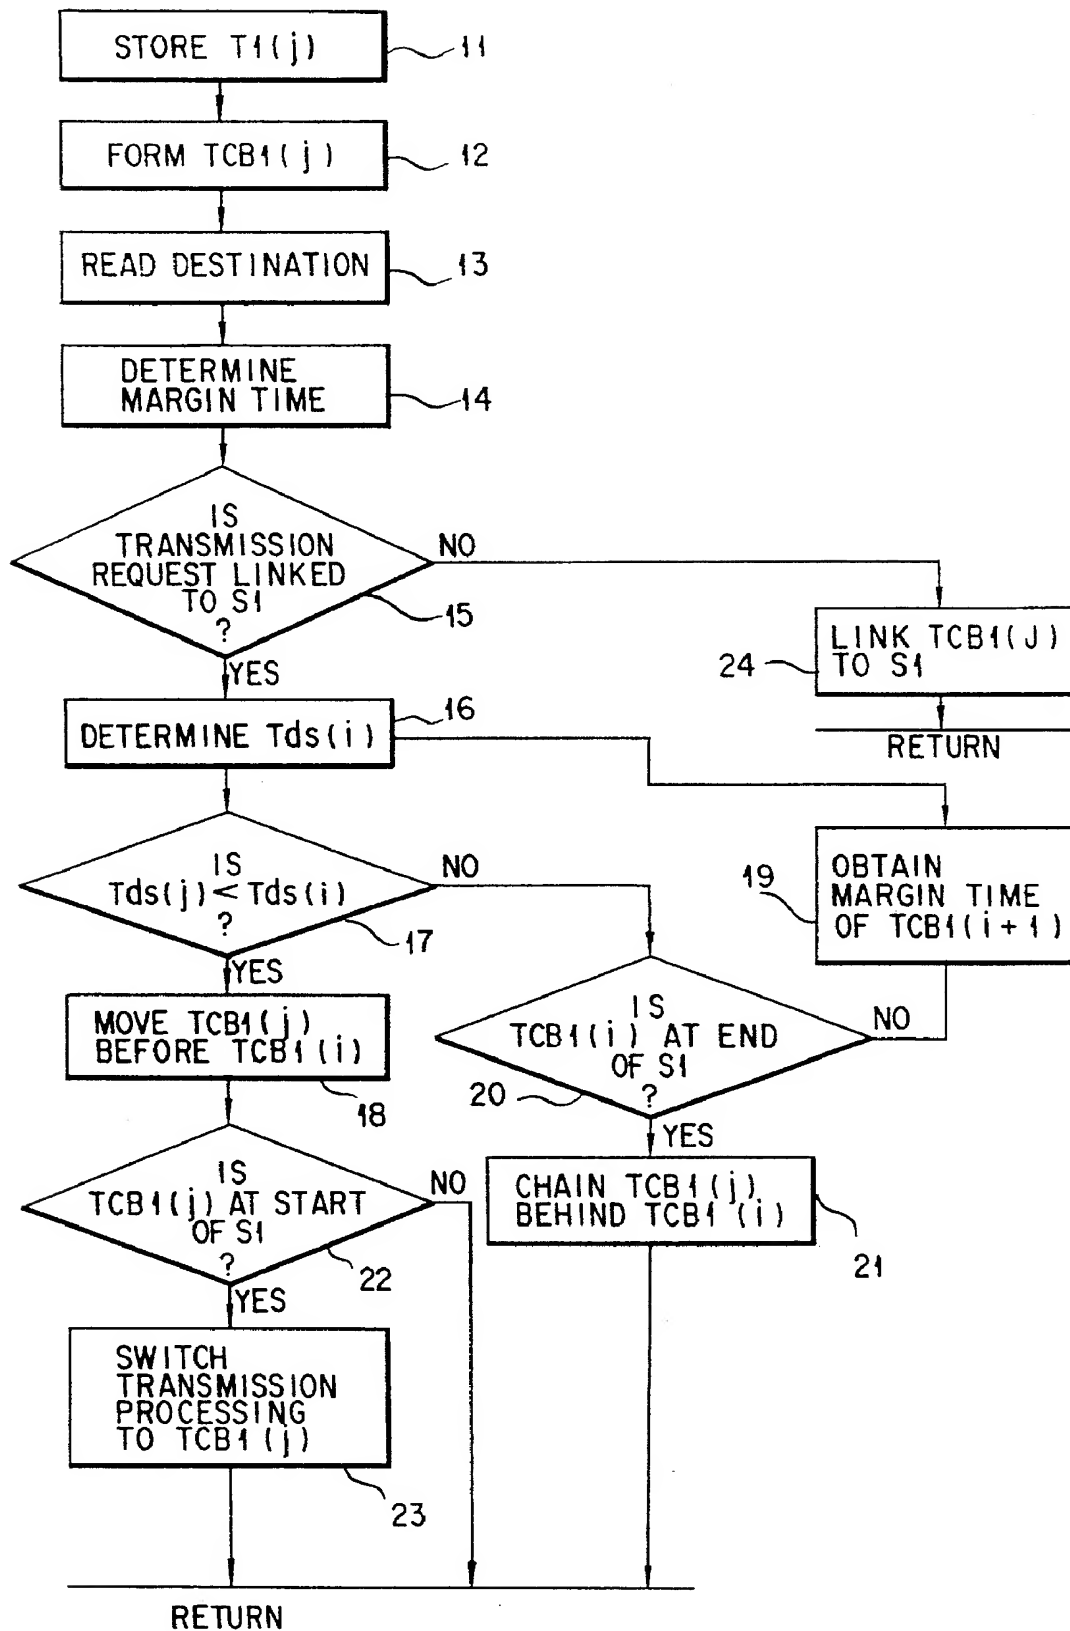 STORE T1(j)
11
FORM TCB1(j)
12
READ DESTINATION
13
DETERMINE
MARGIN TIME
14
IS
TRANSMISSION
REQUEST LINKED
TO S1
?
15
NO
YES
LINK TCB1(J)
TO S1
24
RETURN
DETERMINE Tds(i)
16
IS
Tds(j) < Tds(i)
?
17
NO
YES
OBTAIN
MARGIN TIME
OF TCB1(i+1)
19
MOVE TCB1(j)
BEFORE TCB1(i)
18
IS
TCB1(i) AT END
OF S1
?
20
NO
YES
IS
TCB1(j) AT START
OF S1
?
22
NO
YES
CHAIN TCB1(j)
BEHIND TCB1(i)
21
SWITCH
TRANSMISSION
PROCESSING
TO TCB1(j)
23
RETURN